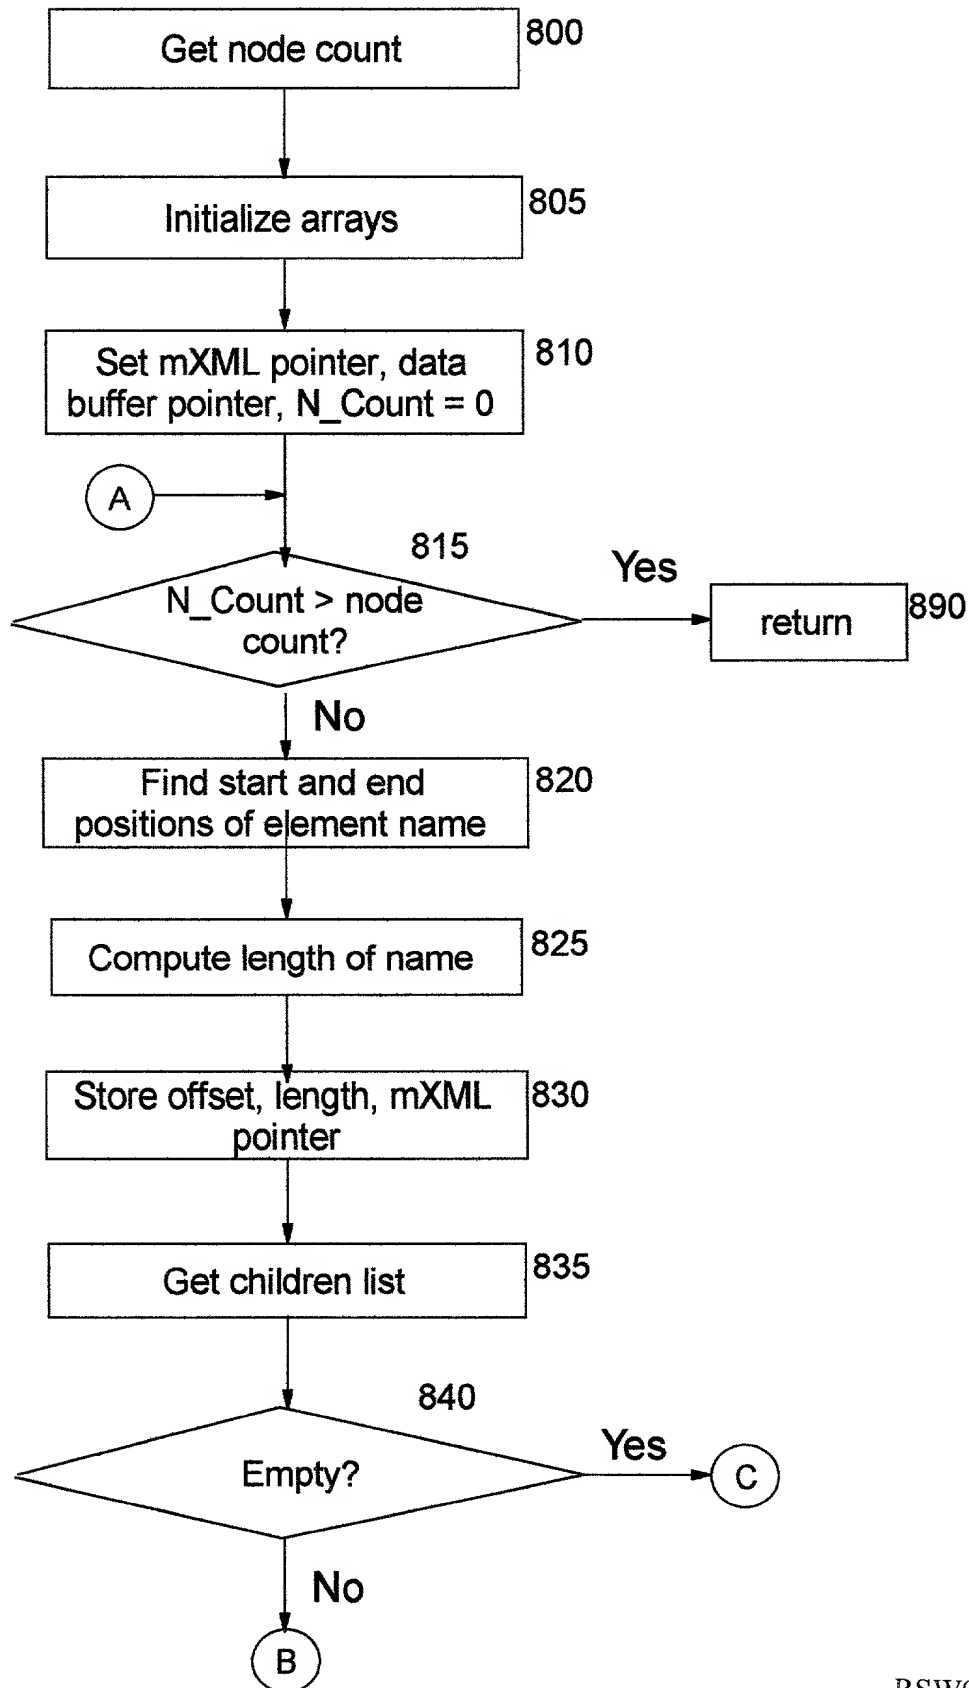 Get node count
800
Initialize arrays
805
Set mXML pointer, data
buffer pointer, N_Count = 0
810
A
815
N_Count > node
count?
Yes
return
890
No
Find start and end
positions of element name
820
Compute length of name
825
Store offset, length, mXML
pointer
830
Get children list
835
840
Empty?
Yes
C
No
B